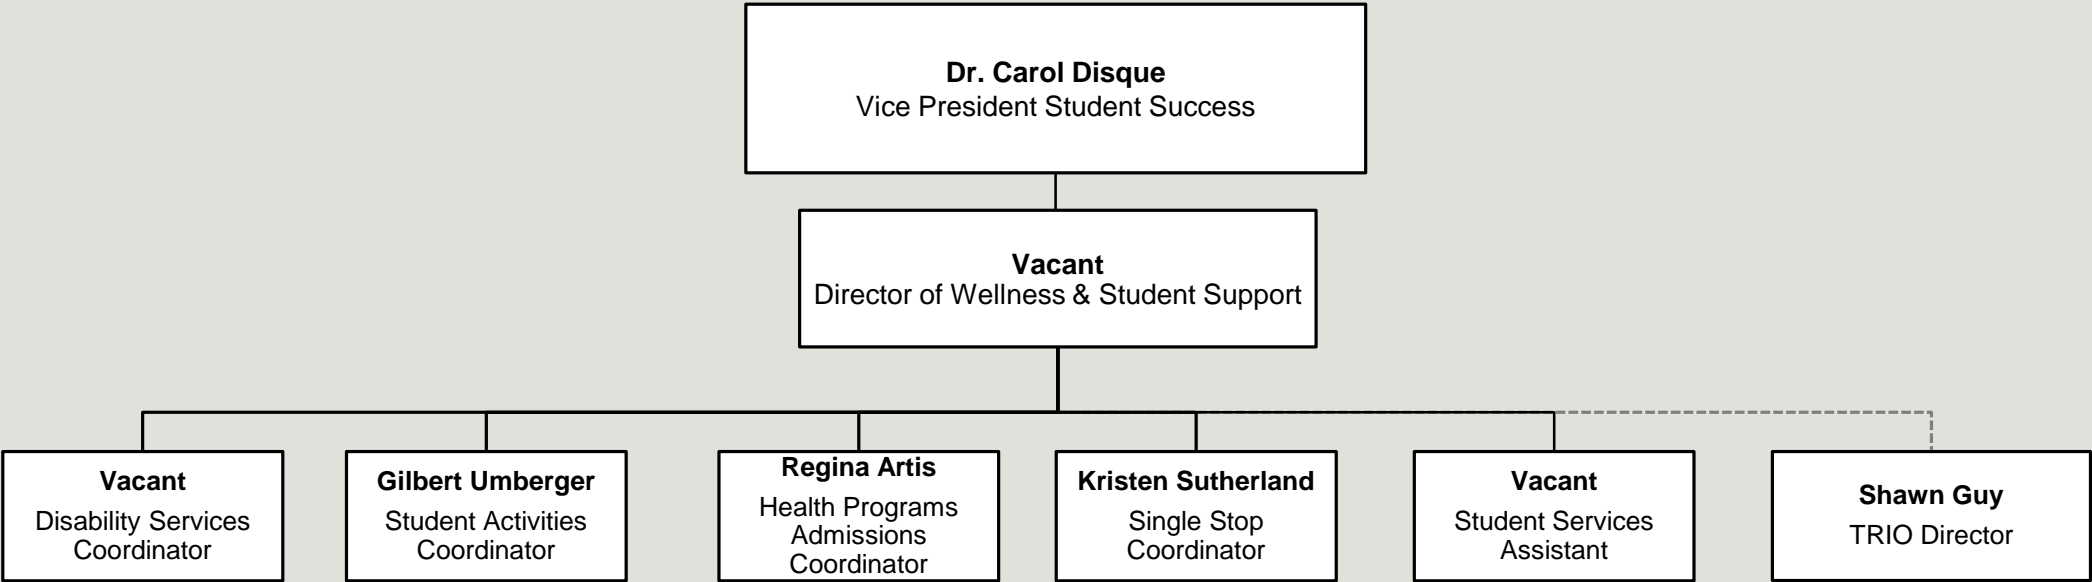 Dr. Carol Disque
Vice President Student Success
Vacant
Director of Wellness & Student Support
Vacant
Disability Services
Coordinator
Gilbert Umberger
Student Activities
Coordinator
Regina Artis
Health Programs
Admissions
Coordinator
Kristen Sutherland
Single Stop
Coordinator
Vacant
Student Services
Assistant
Shawn Guy
TRIO Director